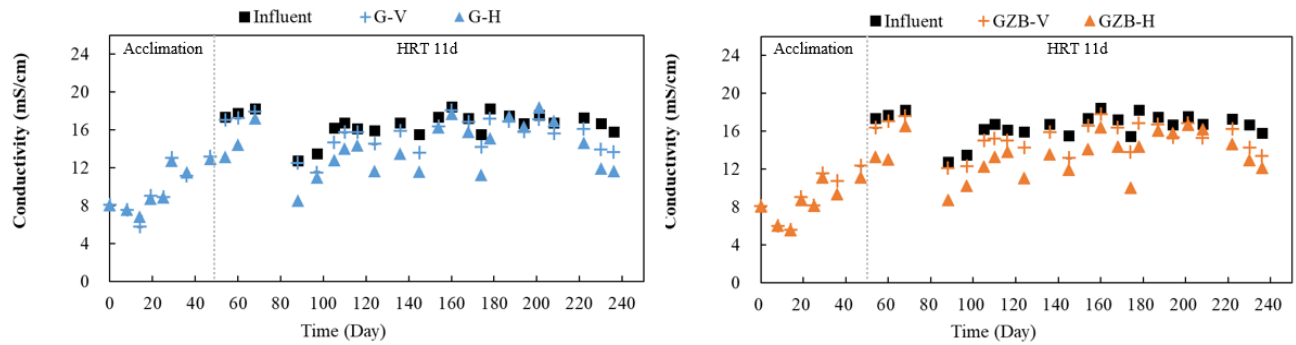 Influent G-V G-H
Acclimation HRT 11d
Conductivity (mS/cm)
24
20
16
12
8
4
0
0 20 40 60 80 100 120 140 160 180 200 220 240
Time (Day)
Influent GZB-V GZB-H
Acclimation HRT 11d
Conductivity (mS/cm)
24
20
16
12
8
4
0
0 20 40 60 80 100 120 140 160 180 200 220 240
Time (Day)